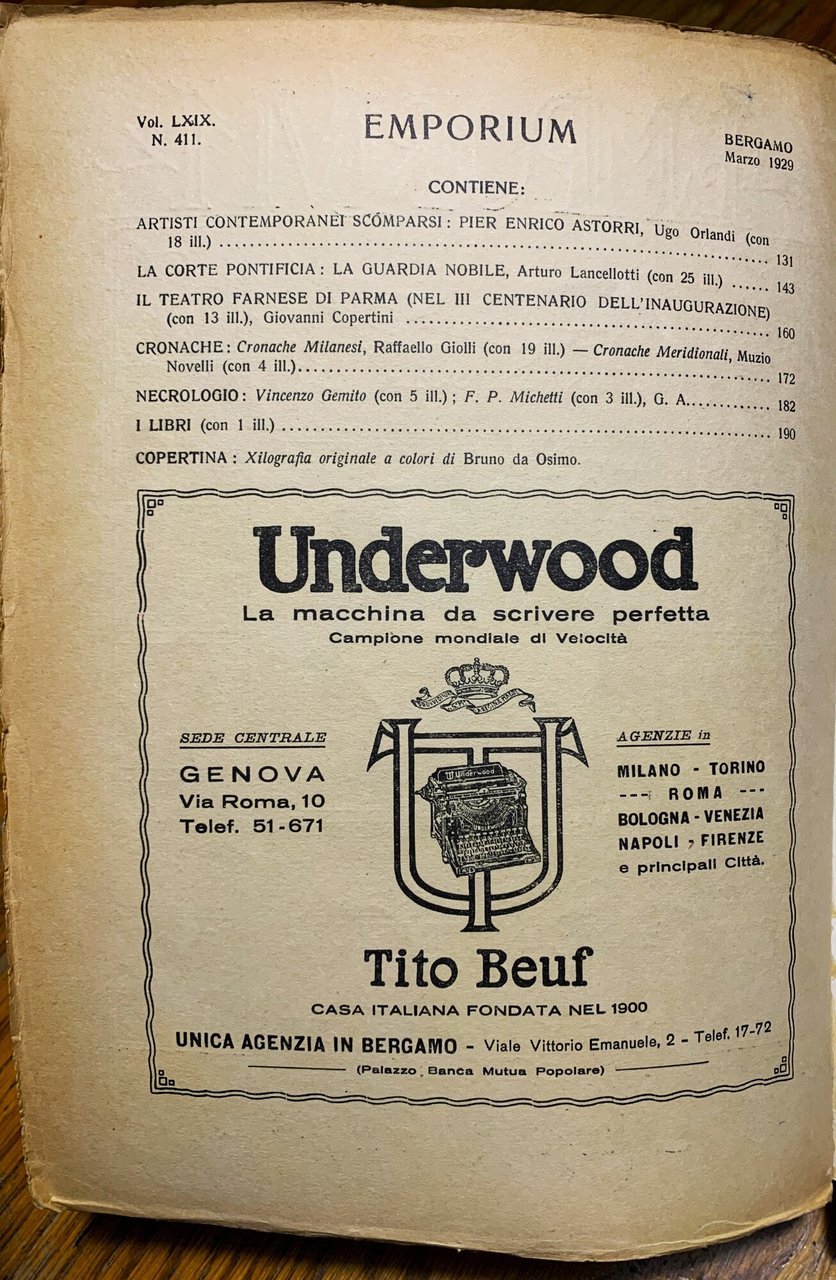 Vol. LXIX.
N. 411.
EMPORIUM
BERGAMO
Marzo 1929
CONTIENE:
ARTISTI CONTEMPORANEI SCOMPARSI: PIER ENRICO ASTORRI, Ugo Orlandi (con
18 ill.) ........ 131
LA CORTE PONTIFICIA: LA GUARDIA NOBILE, Arturo Lancellotti (con 25 ill.) ...... 143
IL TEATRO FARNESE DI PARMA (NEL III CENTENARIO DELL'INAUGURAZIONE)
(con 13 ill.), Giovanni Copertini ........ 160
CRONACHE: Cronache Milanesi, Raffaello Giolli (con 19 ill.) — Cronache Meridionali, Muzio
Novelli (con 4 ill.)........ 172
NECROLOGIO: Vincenzo Gemito (con 5 ill.); F. P. Michetti (con 3 ill.), G. A............ 182
I LIBRI (con 1 ill.) ........ 190
COPERTINA: Xilografia originale a colori di Bruno da Osimo.
Underwood
La macchina da scrivere perfetta
Campione mondiale di Velocità
SEDE CENTRALE
GENOVA
Via Roma, 10
Telef. 51-671
Underwood
AGENZIE in
MILANO - TORINO
--- ROMA ---
BOLOGNA - VENEZIA
NAPOLI - FIRENZE
e principali Città.
Tito Beuf
CASA ITALIANA FONDATA NEL 1900
UNICA AGENZIA IN BERGAMO - Viale Vittorio Emanuele, 2 - Telef. 17-72
(Palazzo Banca Mutua Popolare)